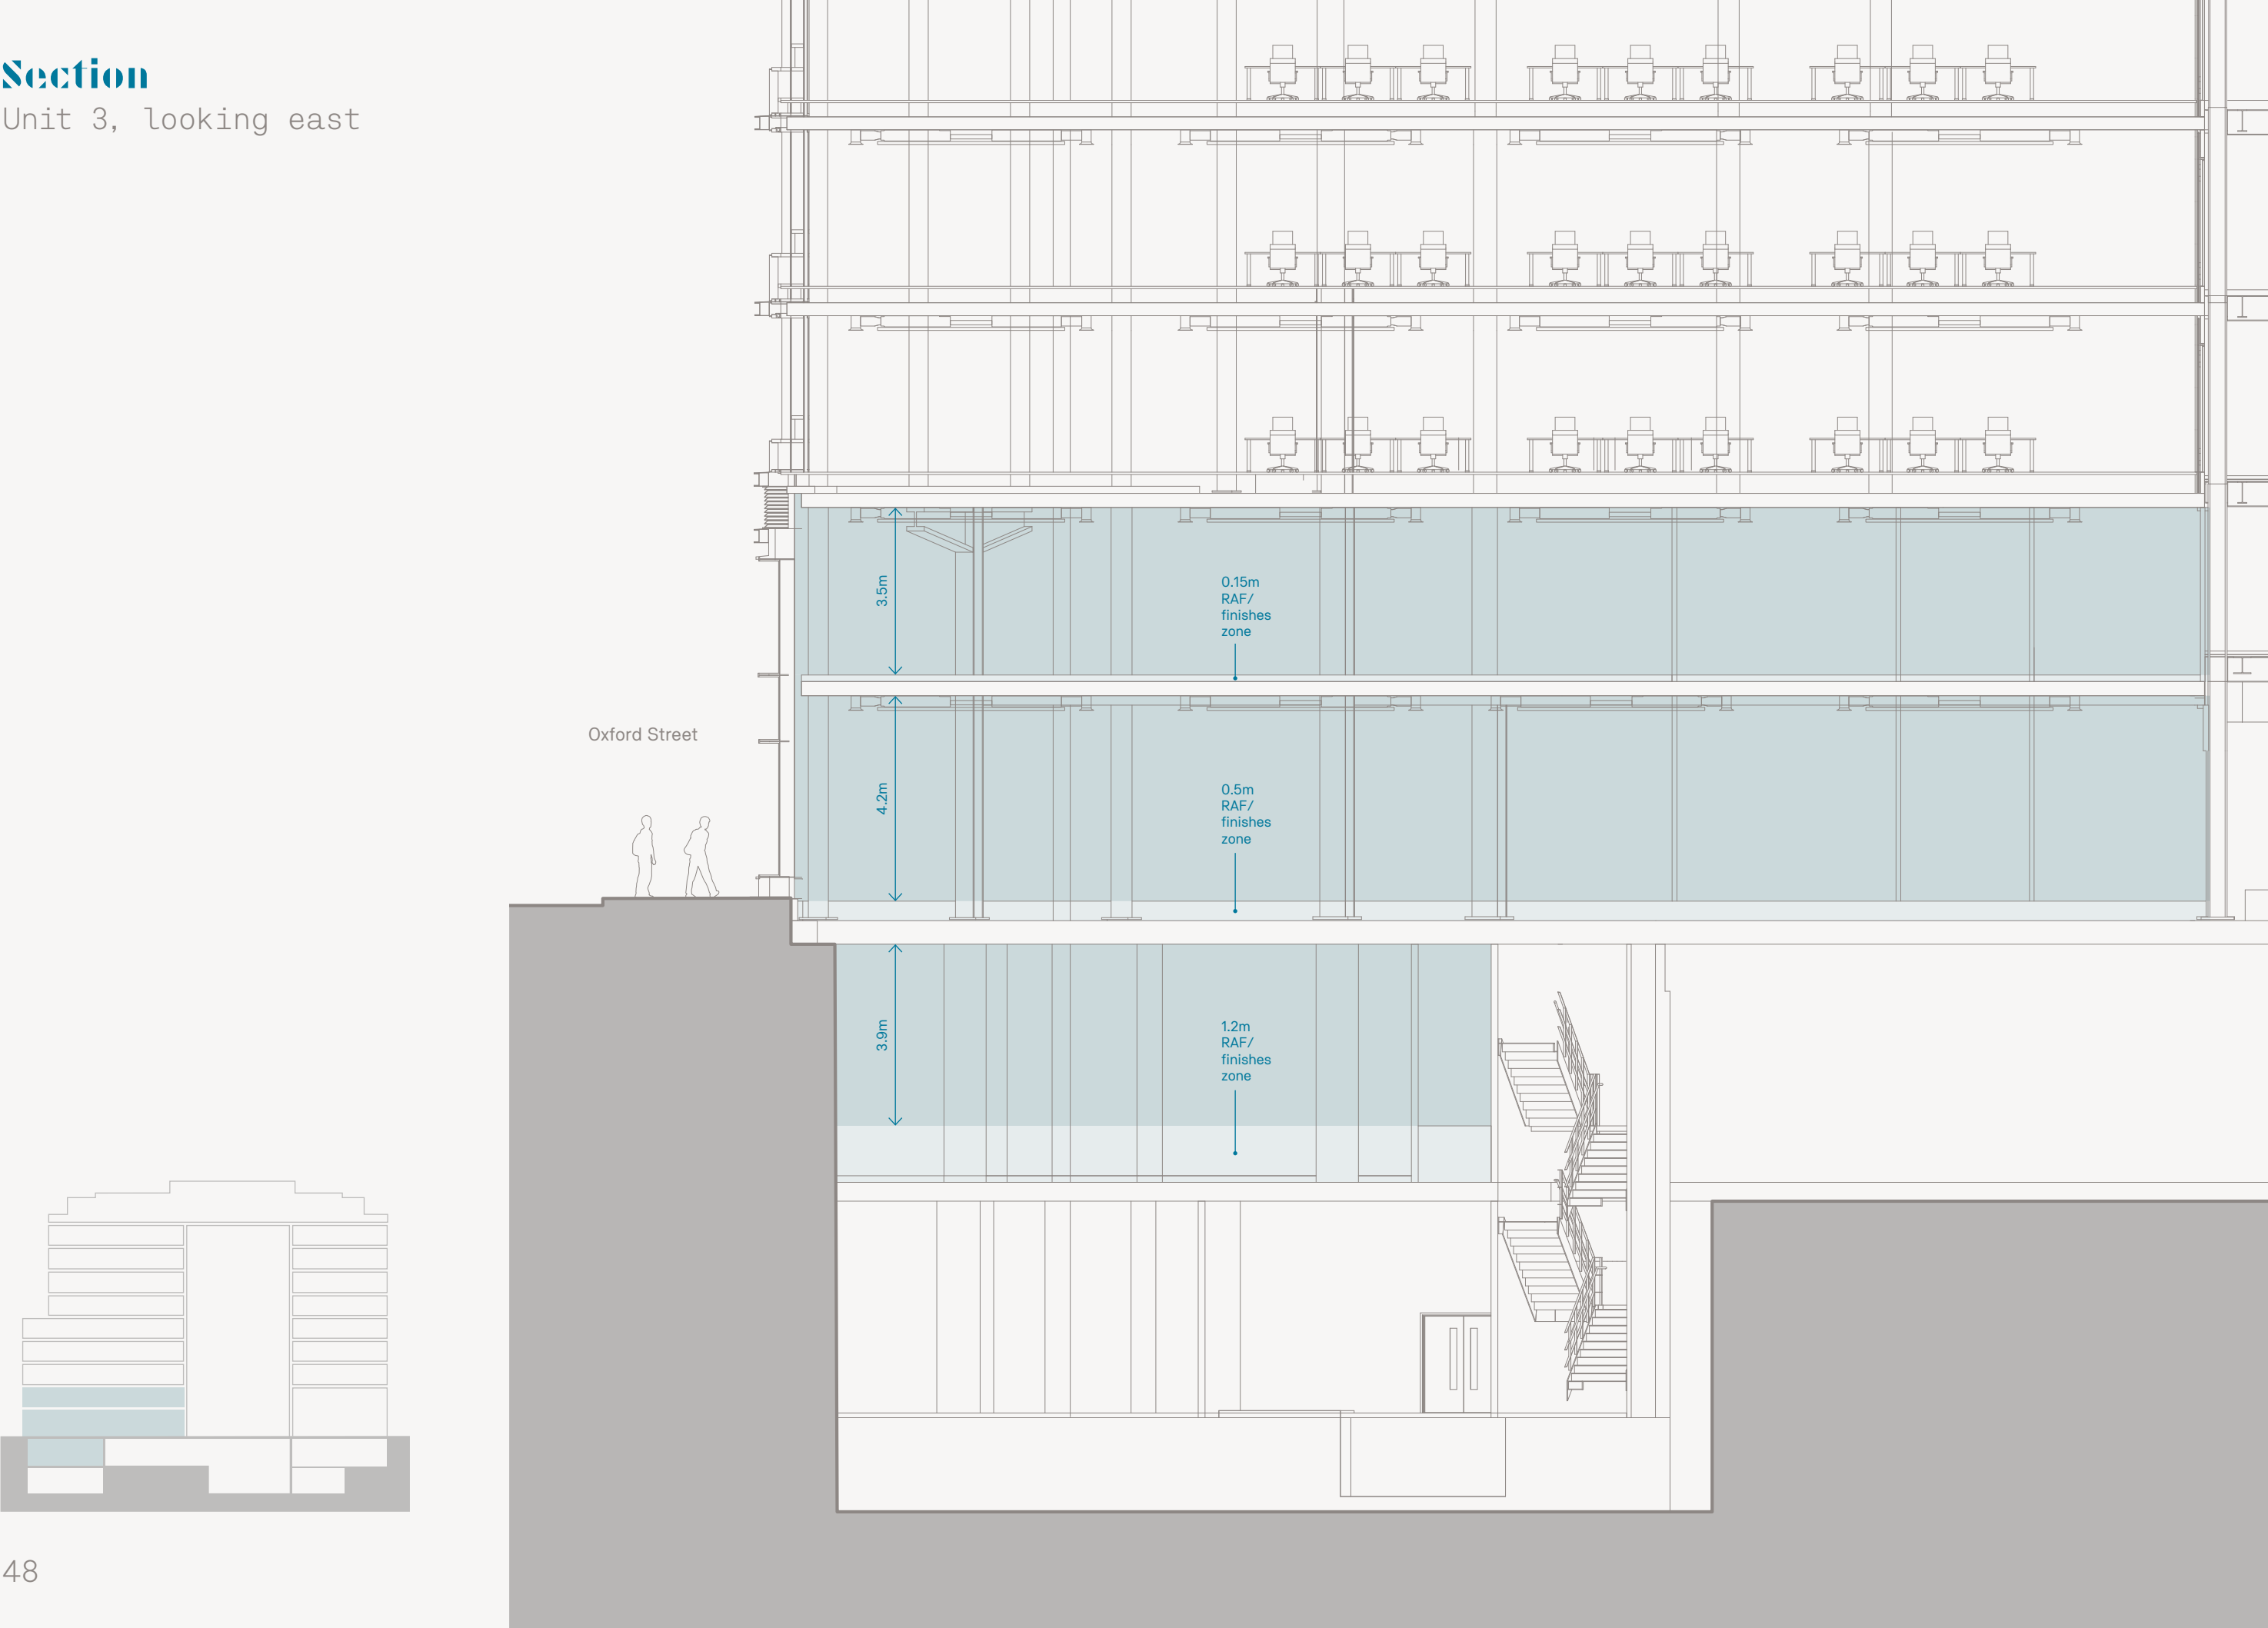 Section
Unit 3, looking east
3.5m
0.15m
RAF/
finishes
zone
Oxford Street
4.2m
0.5m
RAF/
finishes
zone
3.9m
1.2m
RAF/
finishes
zone
48